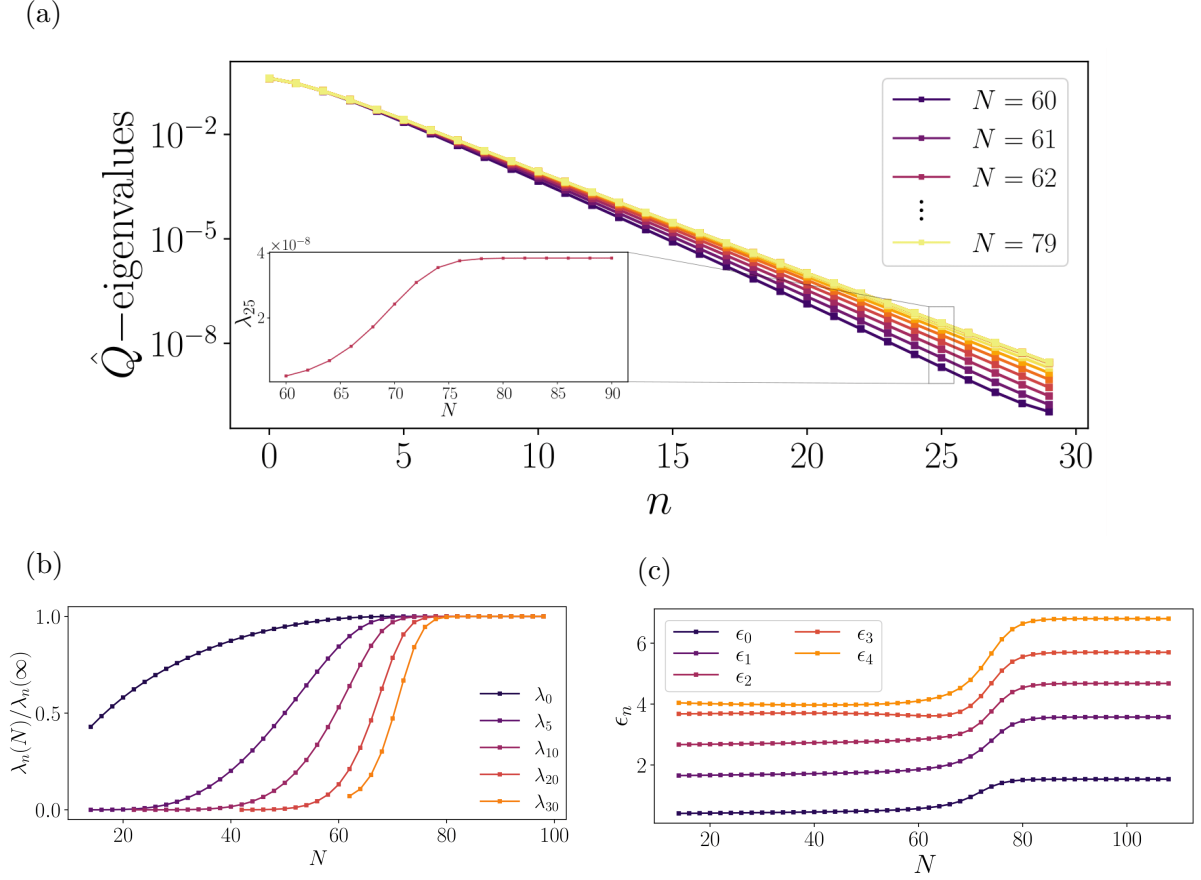 (a)
10⁻²
10⁻⁵
10⁻⁸
Q̂−eigenvalues
N = 60
N = 61
N = 62
⋮
N = 79
×10⁻⁸
4
2
λ₂₅
60 65 70 75 80 85 90
N
0 5 10 15 20 25 30
n
(b)
1.0
0.5
0.0
λₙ(N)/λₙ(∞)
λ₀
λ₅
λ₁₀
λ₂₀
λ₃₀
20 40 60 80 100
N
(c)
6
4
2
ϵₙ
ϵ₀ ϵ₃
ϵ₁ ϵ₄
ϵ₂
20 40 60 80 100
N